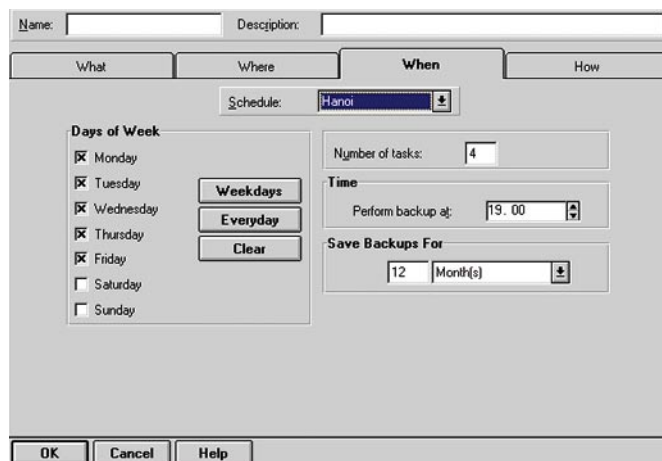 Name: Description:
What Where When How
Schedule: Hanoi
Days of Week
Monday
Tuesday
Wednesday
Thursday
Friday
Saturday
Sunday
Weekdays
Everyday
Clear
Number of tasks: 4
Time
Perform backup at: 19. 00
Save Backups For
12 Month(s)
OK Cancel Help